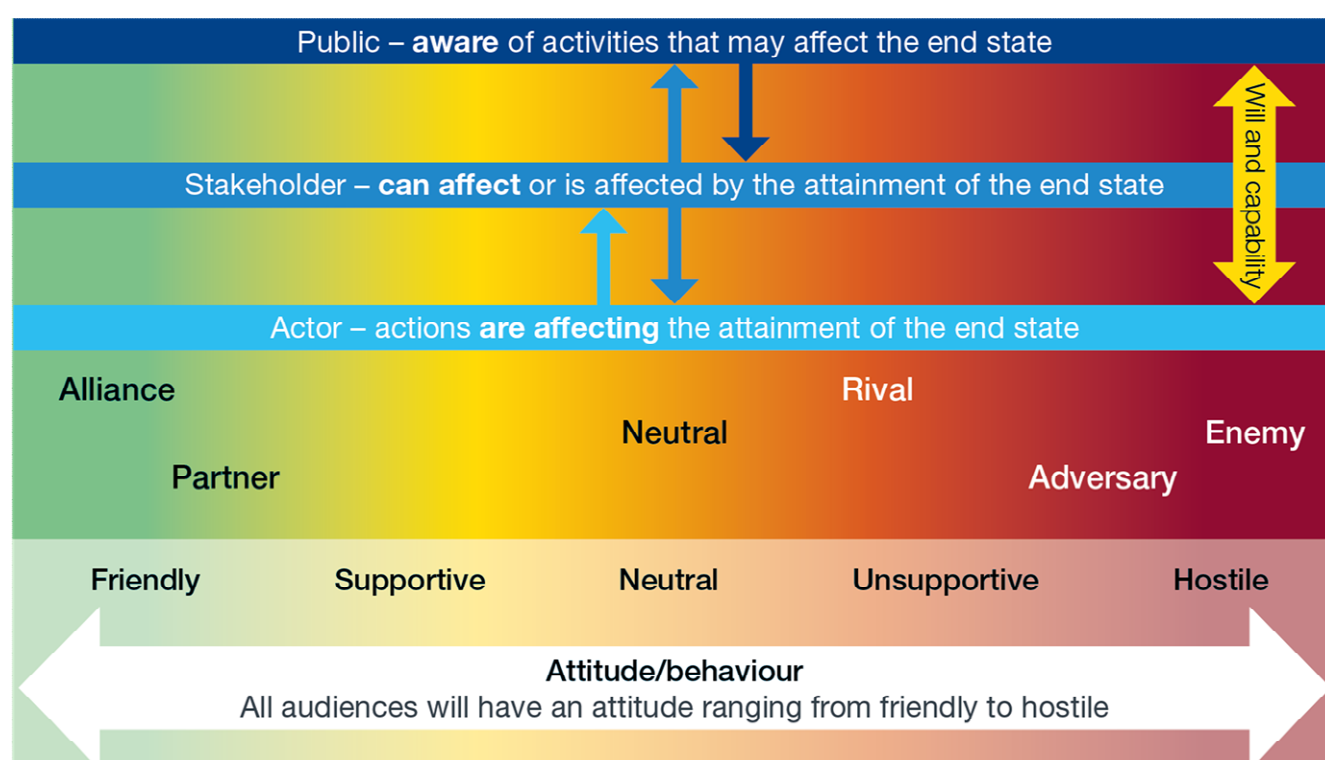 Public – aware of activities that may affect the end state
Will and capability
Stakeholder – can affect or is affected by the attainment of the end state
Actor – actions are affecting the attainment of the end state
Alliance
Rival
Neutral
Enemy
Partner
Adversary
Friendly
Supportive
Neutral
Unsupportive
Hostile
Attitude/behaviour
All audiences will have an attitude ranging from friendly to hostile